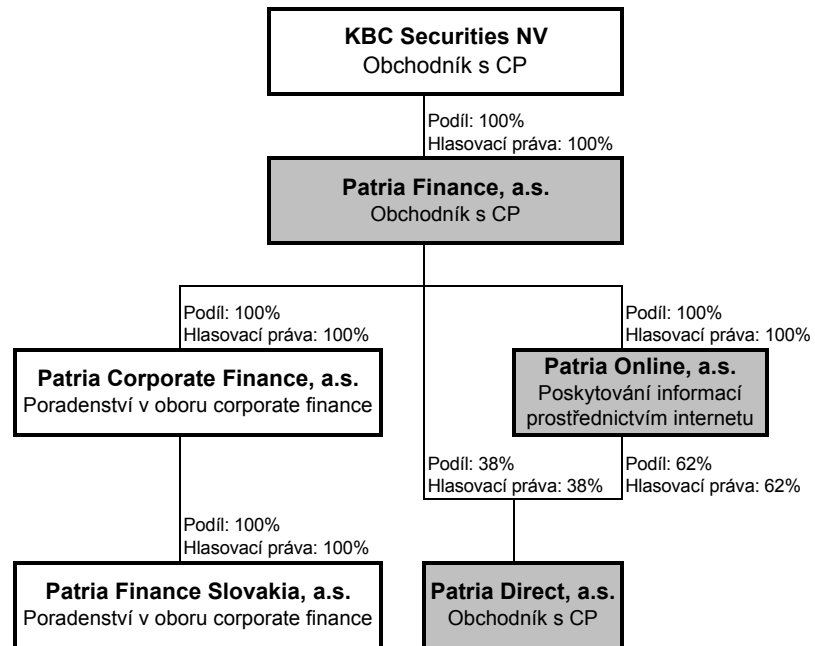 KBC Securities NV
Obchodník s CP
Podíl: 100%
Hlasovací práva: 100%
Patria Finance, a.s.
Obchodník s CP
Podíl: 100%
Hlasovací práva: 100%
Podíl: 100%
Hlasovací práva: 100%
Patria Corporate Finance, a.s.
Poradenství v oboru corporate finance
Patria Online, a.s.
Poskytování informací
prostřednictvím internetu
Podíl: 38%
Hlasovací práva: 38%
Podíl: 62%
Hlasovací práva: 62%
Podíl: 100%
Hlasovací práva: 100%
Patria Finance Slovakia, a.s.
Poradenství v oboru corporate finance
Patria Direct, a.s.
Obchodník s CP